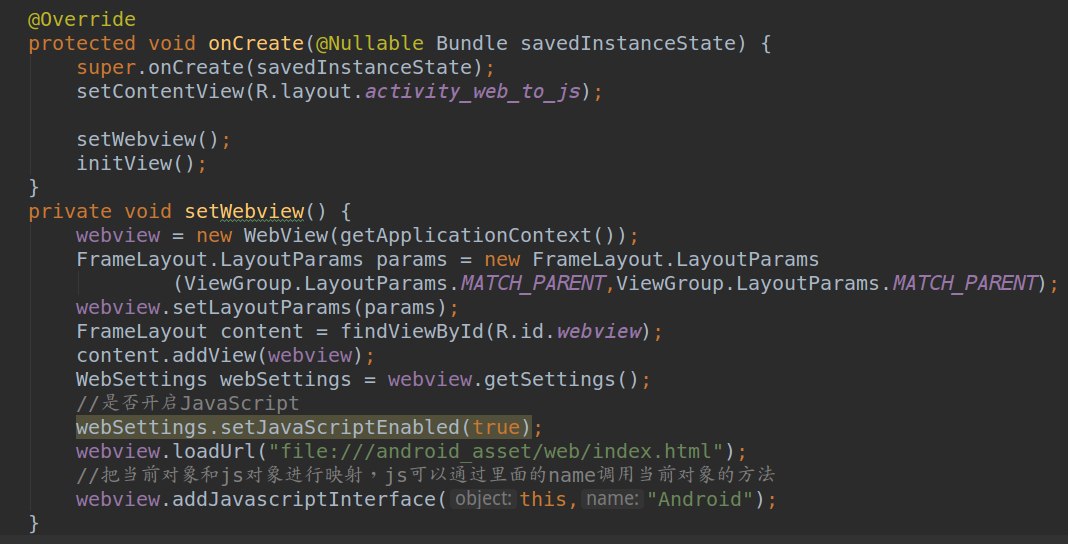 @Override
protected void onCreate(@Nullable Bundle savedInstanceState) {
    super.onCreate(savedInstanceState);
    setContentView(R.layout.activity_web_to_js);
    setWebview();
    initView();
}
private void setWebview() {
    webview = new WebView(getApplicationContext());
    FrameLayout.LayoutParams params = new FrameLayout.LayoutParams
            (ViewGroup.LayoutParams.MATCH_PARENT,ViewGroup.LayoutParams.MATCH_PARENT);
    webview.setLayoutParams(params);
    FrameLayout content = findViewById(R.id.webview);
    content.addView(webview);
    WebSettings webSettings = webview.getSettings();
    //是否开启JavaScript
    webSettings.setJavaScriptEnabled(true);
    webview.loadUrl("file:///android_asset/web/index.html");
    //把当前对象和js对象进行映射，js可以通过里面的name调用当前对象的方法
    webview.addJavascriptInterface( object: this, name: "Android");
}